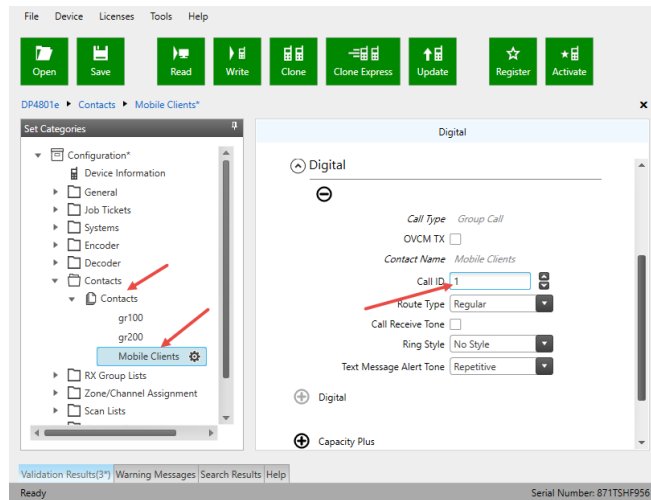 File Device Licenses Tools Help
Open Save Read Write Clone Clone Express Update Register Activate
DP4801e Contacts Mobile Clients*
Set Categories
Configuration*
Device Information
General
Job Tickets
Systems
Encoder
Decoder
Contacts
Contacts
gr100
gr200
Mobile Clients
RX Group Lists
Zone/Channel Assignment
Scan Lists
Digital
Digital
Call Type Group Call
OVCM TX
Contact Name Mobile Clients
Call ID 1
Route Type Regular
Call Receive Tone
Ring Style No Style
Text Message Alert Tone Repetitive
Digital
Capacity Plus
Validation Results(3*) Warning Messages Search Results Help
Ready Serial Number: 871TSHF956